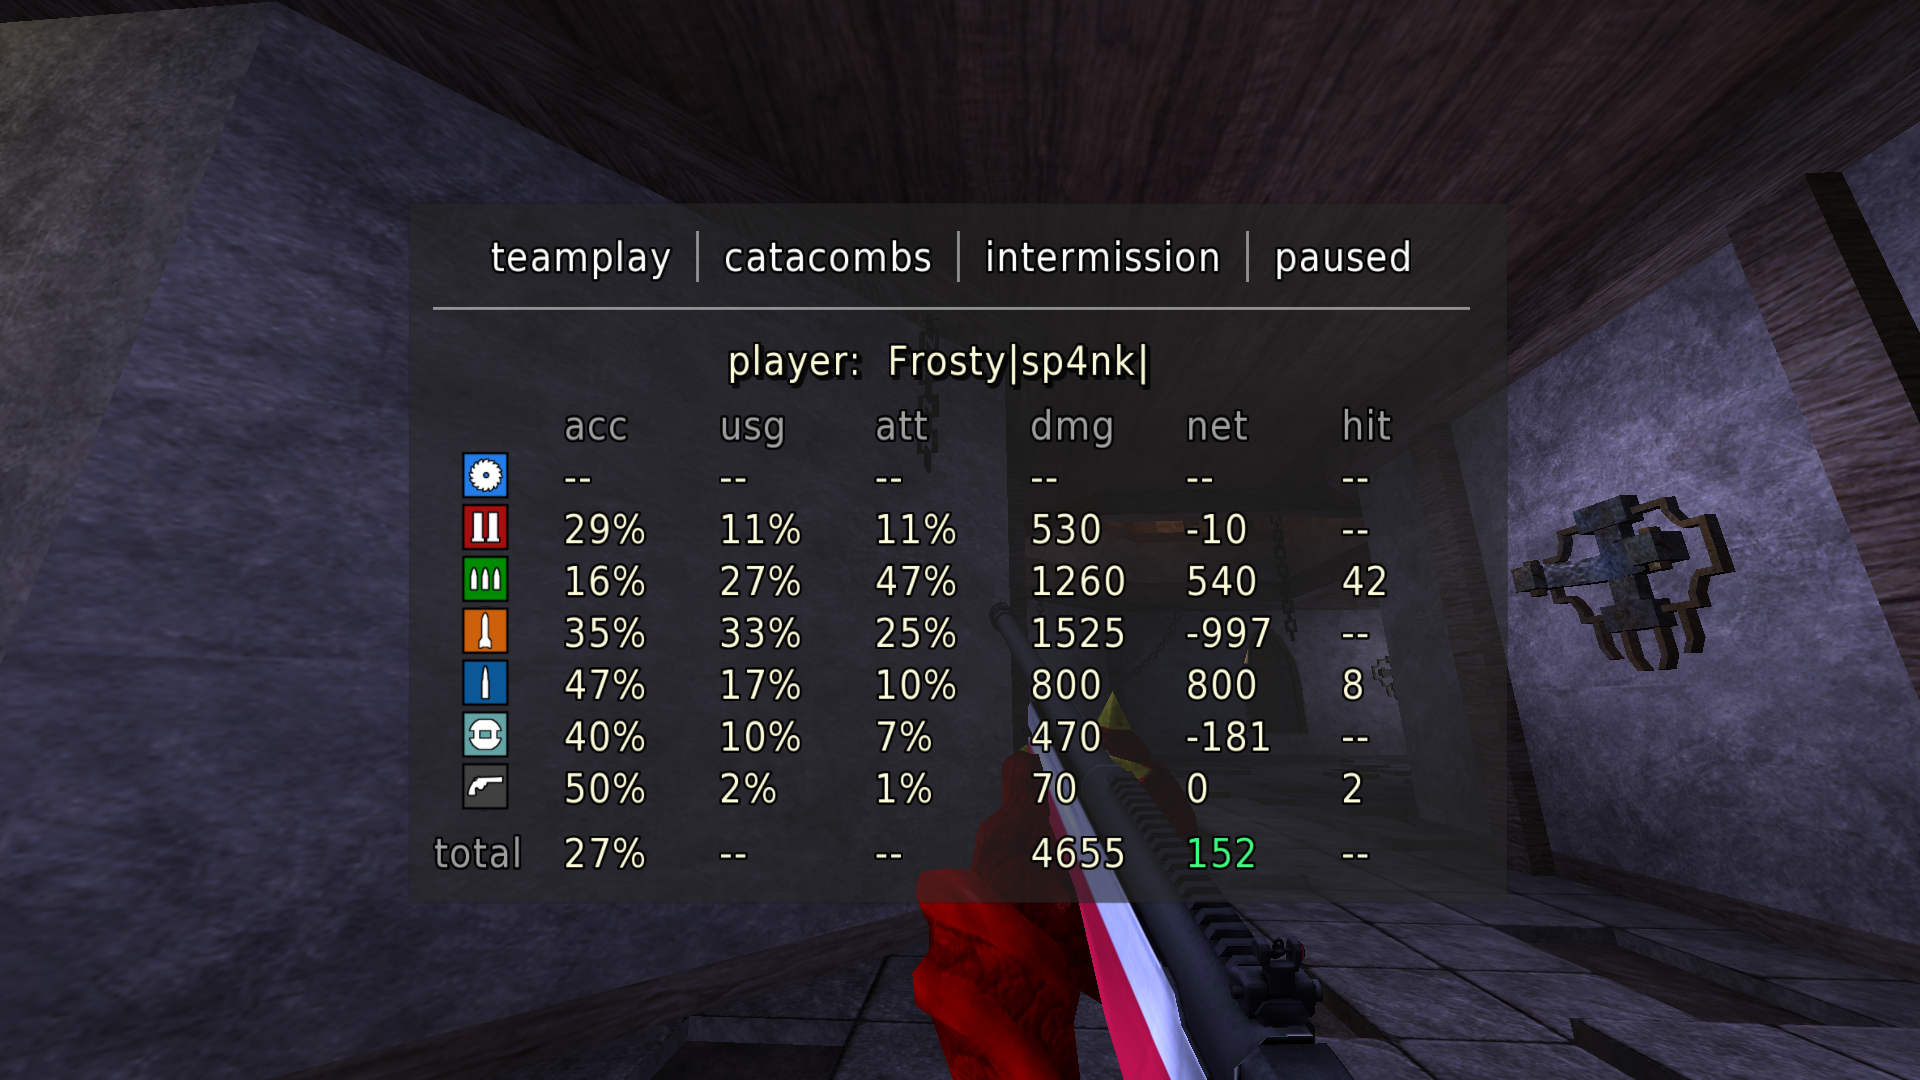 teamplay | catacombs | intermission | paused
player: Frosty|sp4nk|
acc usg att dmg net hit
-- -- -- -- -- --
29% 11% 11% 530 -10 --
16% 27% 47% 1260 540 42
35% 33% 25% 1525 -997 --
47% 17% 10% 800 800 8
40% 10% 7% 470 -181 --
50% 2% 1% 70 0 2
total 27% -- -- 4655 152 --